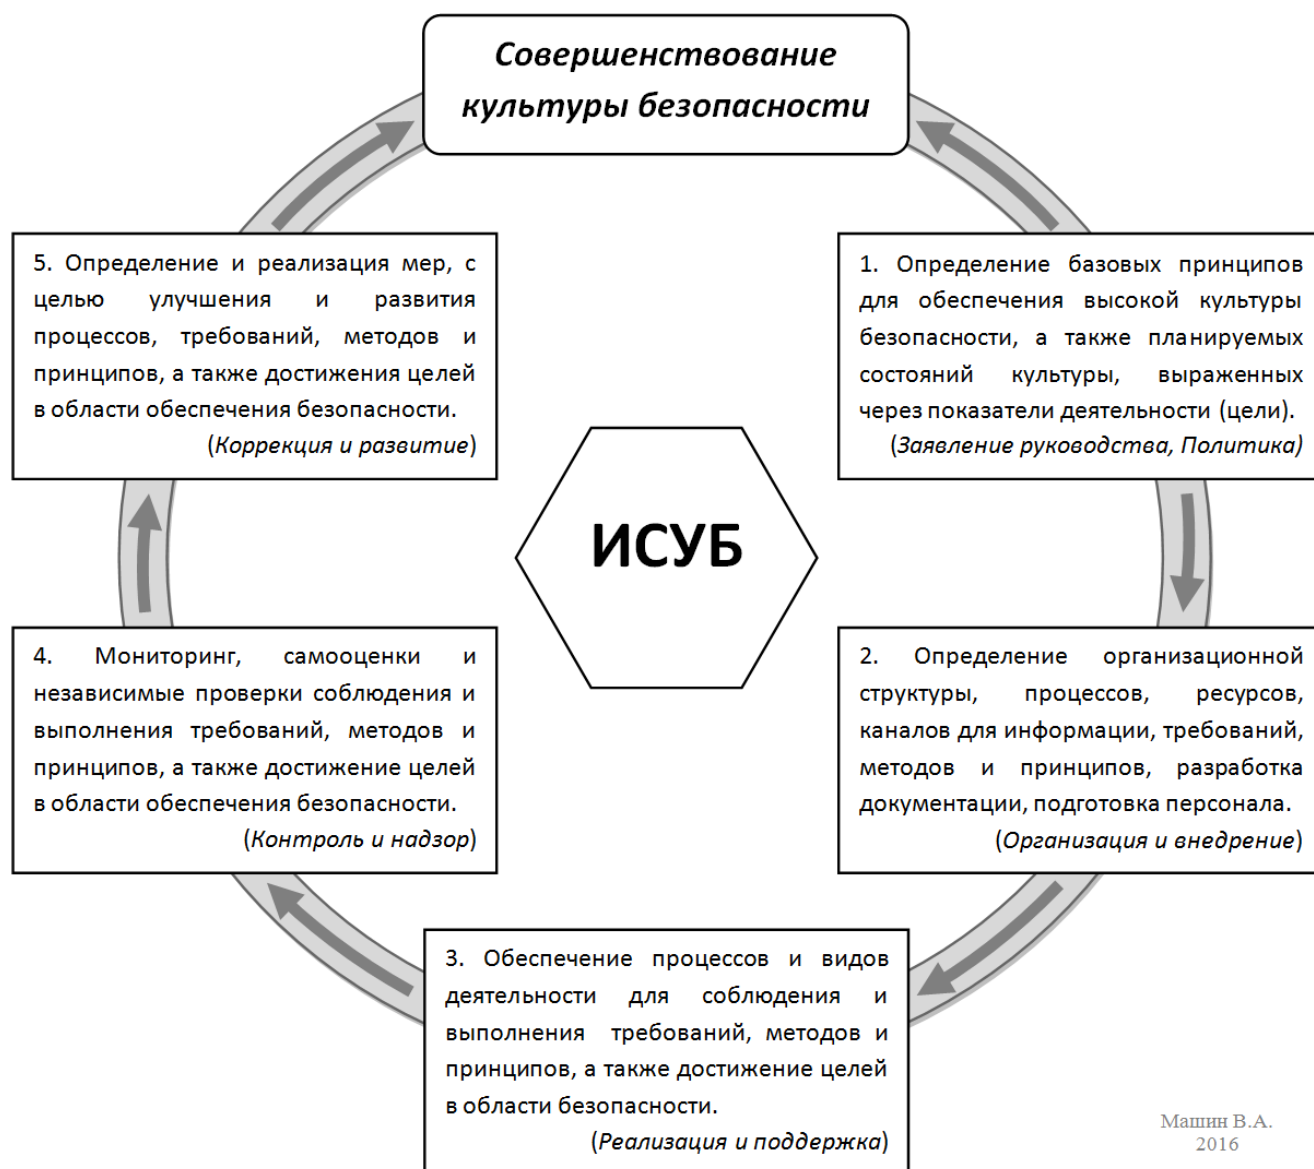 Совершенствование
культуры безопасности
1. Определение базовых принципов
для обеспечения высокой культуры
безопасности, а также планируемых
состояний культуры, выраженных
через показатели деятельности (цели).
(Заявление руководства, Политика)
2. Определение организационной
структуры, процессов, ресурсов,
каналов для информации, требований,
методов и принципов, разработка
документации, подготовка персонала.
(Организация и внедрение)
3. Обеспечение процессов и видов
деятельности для соблюдения и
выполнения требований, методов и
принципов, а также достижение целей
в области безопасности.
(Реализация и поддержка)
4. Мониторинг, самооценки и
независимые проверки соблюдения и
выполнения требований, методов и
принципов, а также достижение целей
в области обеспечения безопасности.
(Контроль и надзор)
5. Определение и реализация мер, с
целью улучшения и развития
процессов, требований, методов и
принципов, а также достижения целей
в области обеспечения безопасности.
(Коррекция и развитие)
ИСУБ
Машин В.А.
2016